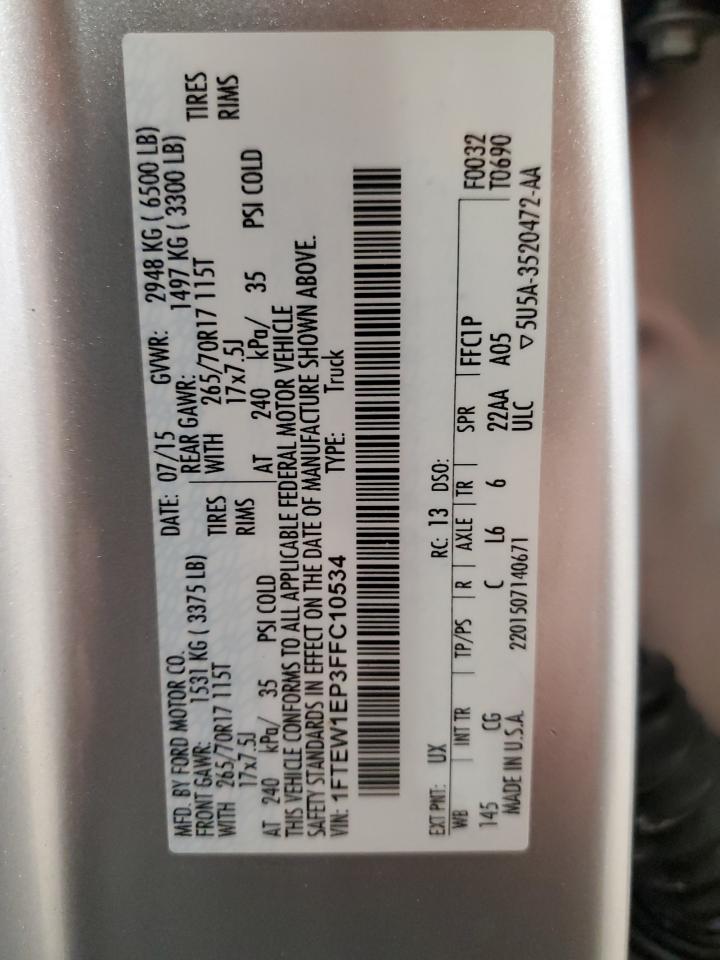 MFD. BY FORD MOTOR CO. DATE: 07/15 GVWR: 2948 KG ( 6500 LB)
FRONT GAWR: 1531 KG ( 3375 LB) REAR GAWR: 1497 KG ( 3300 LB)
WITH 265/70R17 115T TIRES WITH 265/70R17 115T TIRES
17x7.5J RIMS 17x7.5J RIMS
AT 240 kPa/ 35 PSI COLD AT 240 kPa/ 35 PSI COLD
THIS VEHICLE CONFORMS TO ALL APPLICABLE FEDERAL MOTOR VEHICLE
SAFETY STANDARDS IN EFFECT ON THE DATE OF MANUFACTURE SHOWN ABOVE.
VIN: 1FTEW1EP3FFC10534 TYPE: Truck
EXT PNT: UX RC: 13 DSO: F0032
WB INT TR TP/PS R AXLE TR SPR FFC1P T0690
145 CG C L6 6 22AA A05
MADE IN U.S.A. 2201507140671 ULC ▽5U5A-3520472-AA